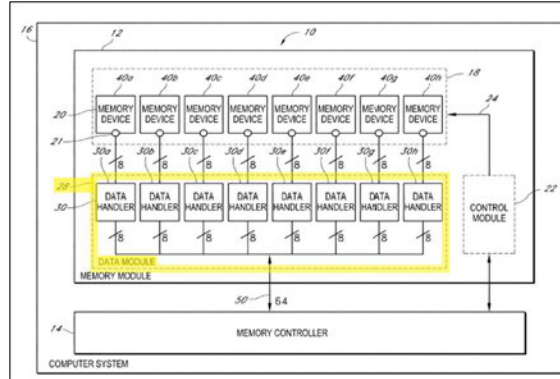 16
12
10
40a 40b 40c 40d 40e 40f 40g 40h
18
20
MEMORY DEVICE MEMORY DEVICE MEMORY DEVICE MEMORY DEVICE MEMORY DEVICE MEMORY DEVICE MEMORY DEVICE MEMORY DEVICE
24
21
8 8 8 8 8 8 8 8
30a 30b 30c 30d 30e 30f 30g 30h
28
22
30
DATA HANDLER DATA HANDLER DATA HANDLER DATA HANDLER DATA HANDLER DATA HANDLER DATA HANDLER DATA HANDLER
CONTROL MODULE
8 8 8 8 8 8 8 8
DATA MODULE
MEMORY MODULE
50 64
14
MEMORY CONTROLLER
COMPUTER SYSTEM